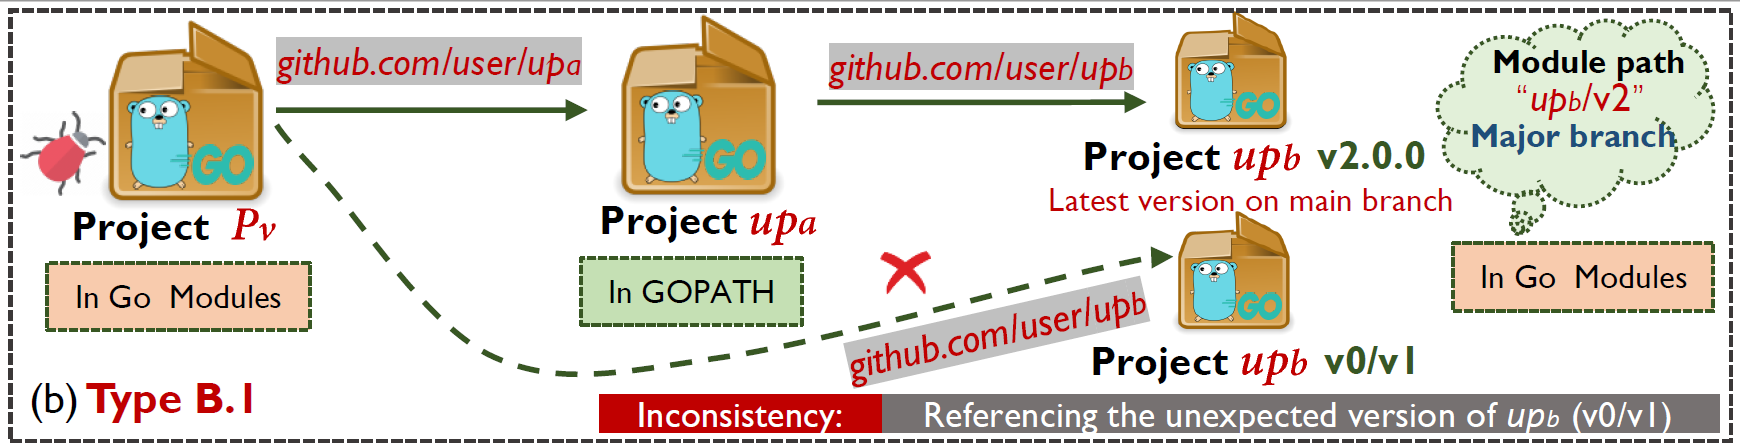 github.com/user/upa
github.com/user/upb
Module path
“upb/v2”
Major branch
GO
GO
GO
Project Pv
Project upa
Project upb v2.0.0
Latest version on main branch
In Go Modules
In GOPATH
In Go Modules
GO
github.com/user/upb
Project upb v0/v1
(b) Type B.1
Inconsistency: Referencing the unexpected version of upb (v0/v1)